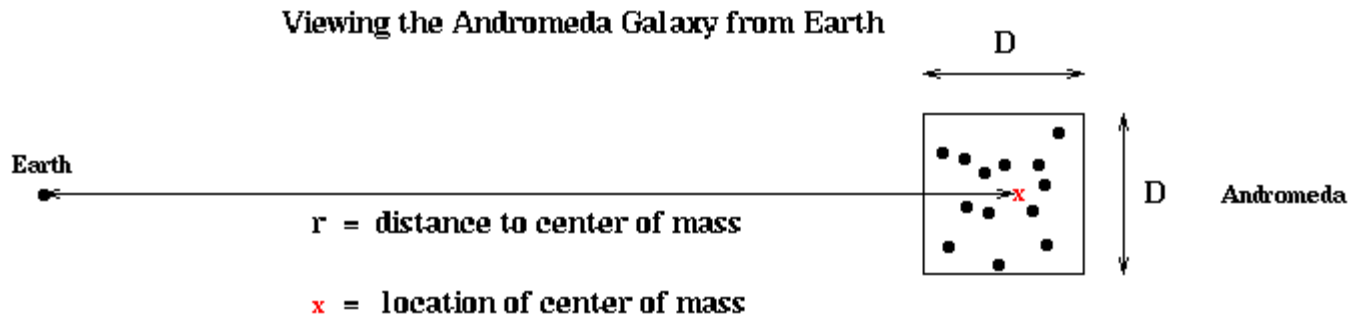 Viewing the Andromeda Galaxy from Earth
D
Earth
x
D
Andromeda
r = distance to center of mass
x = location of center of mass